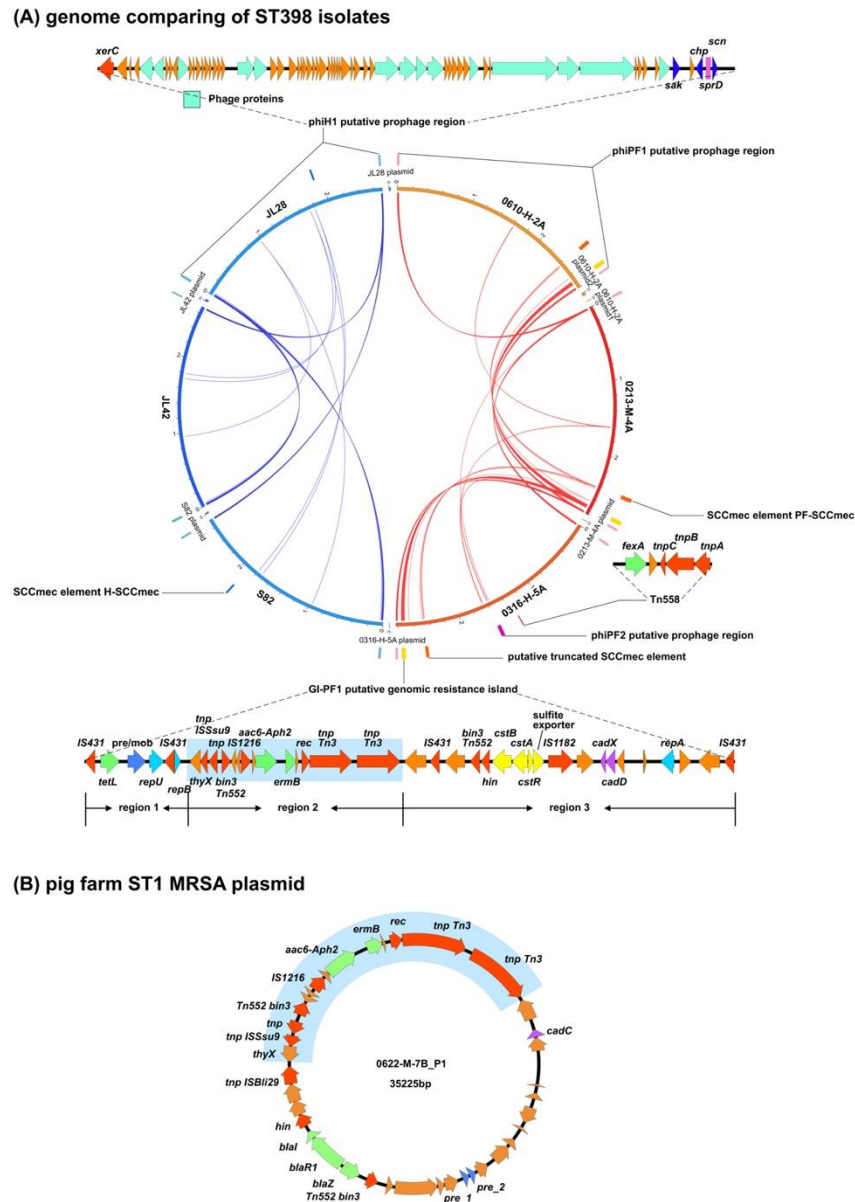 (A) genome comparing of ST398 isolates
xerC
chp
scn
sak
sprD
Phage proteins
phiH1 putative prophage region
phiPF1 putative prophage region
JL28 plasmid
JL28
0610-H-2A
0610-H-2A plasmid2
0610-H-2A plasmid1
JL42 plasmid
JL42
0213-M-4A
SCCmec element PF-SCCmec
0213-M-4A plasmid
S82 plasmid
fexA
tnpC
tnpB
tnpA
Tn558
SCCmec element H-SCCmec
S82
0316-H-5A
phiPF2 putative prophage region
0316-H-5A plasmid
putative truncated SCCmec element
GI-PF1 putative genomic resistance island
IS431 pre/mob IS431 tnp ISSsu9 tnp IS1216 aac6-Aph2 rec tnp Tn3 tnp Tn3 IS431 bin3 Tn552 cstB cstA sulfite exporter IS1182 cadX repA IS431
tetL repU repB thyX bin3 Tn552 ermB hin cstR cadD
region 1 region 2 region 3
(B) pig farm ST1 MRSA plasmid
rec
tnp Tn3
ermB
aac6-Aph2
tnp Tn3
IS1216
Tn552 bin3
tnp
tnp ISSsu9
thyX
cadC
0622-M-7B_P1
35225bp
tnp ISBli29
hin
blaI
blaR1
blaZ
Tn552 bin3
pre_1
pre_2